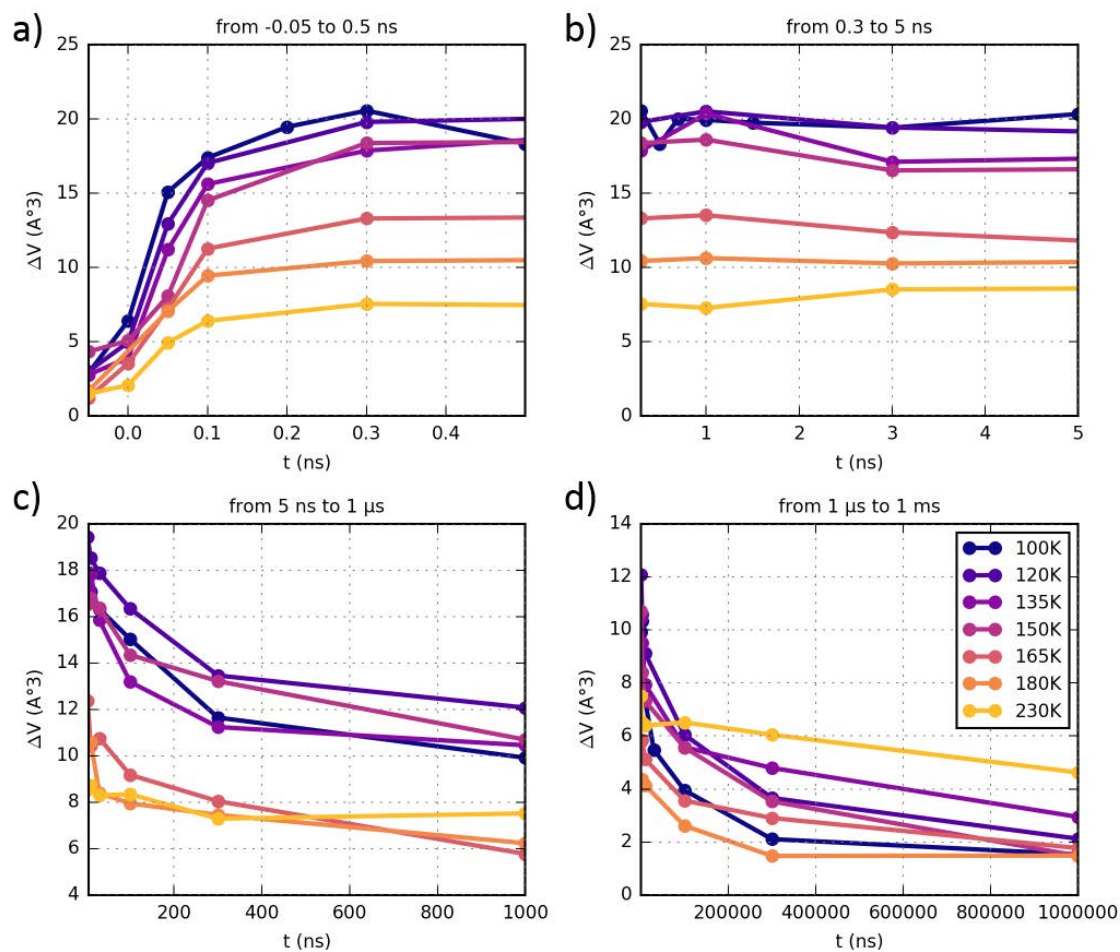 a)
from -0.05 to 0.5 ns
25
20
15
10
5
0
ΔV (A°3)
0.0 0.1 0.2 0.3 0.4
t (ns)
b)
from 0.3 to 5 ns
25
20
15
10
5
0
ΔV (A°3)
1 2 3 4 5
t (ns)
c)
from 5 ns to 1 μs
20
18
16
14
12
10
8
6
4
ΔV (A°3)
200 400 600 800 1000
t (ns)
d)
from 1 μs to 1 ms
14
12
10
8
6
4
2
0
ΔV (A°3)
200000 400000 600000 800000 1000000
t (ns)
100K
120K
135K
150K
165K
180K
230K